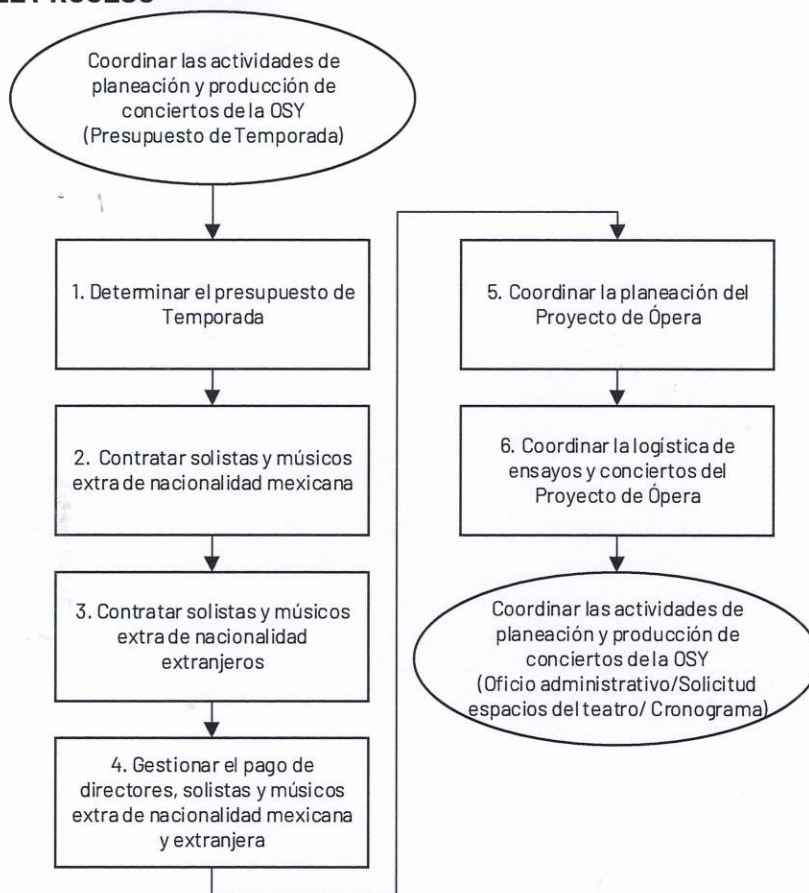 Coordinar las actividades de
planeación y producción de
conciertos de la OSY
(Presupuesto de Temporada)
1. Determinar el presupuesto de
Temporada
2. Contratar solistas y músicos
extra de nacionalidad mexicana
3. Contratar solistas y músicos
extra de nacionalidad
extranjeros
4. Gestionar el pago de
directores, solistas y músicos
extra de nacionalidad mexicana
y extranjera
5. Coordinar la planeación del
Proyecto de Ópera
6. Coordinar la logística de
ensayos y conciertos del
Proyecto de Ópera
Coordinar las actividades de
planeación y producción de
conciertos de la OSY
(Oficio administrativo/Solicitud
espacios del teatro/ Cronograma)